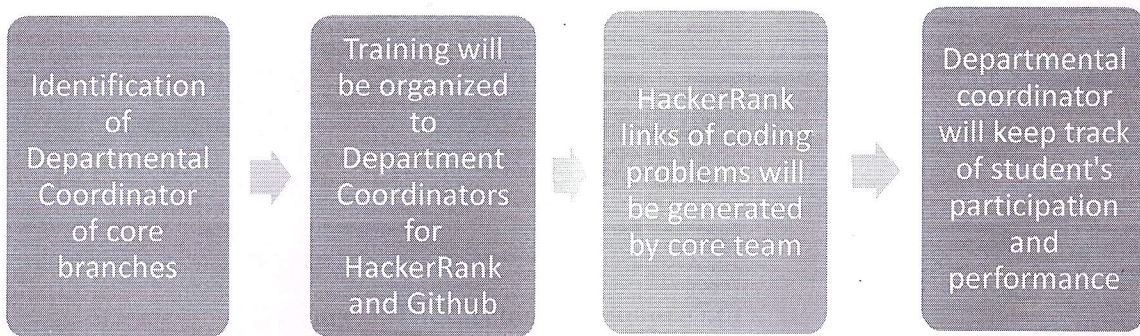 Identification
of
Departmental
Coordinator
of core
branches
Training will
be organized
to
Department
Coordinators
for
HackerRank
and Github
HackerRank
links of coding
problems will
be generated
by core team
Departmental
coordinator
will keep track
of student's
participation
and
performance